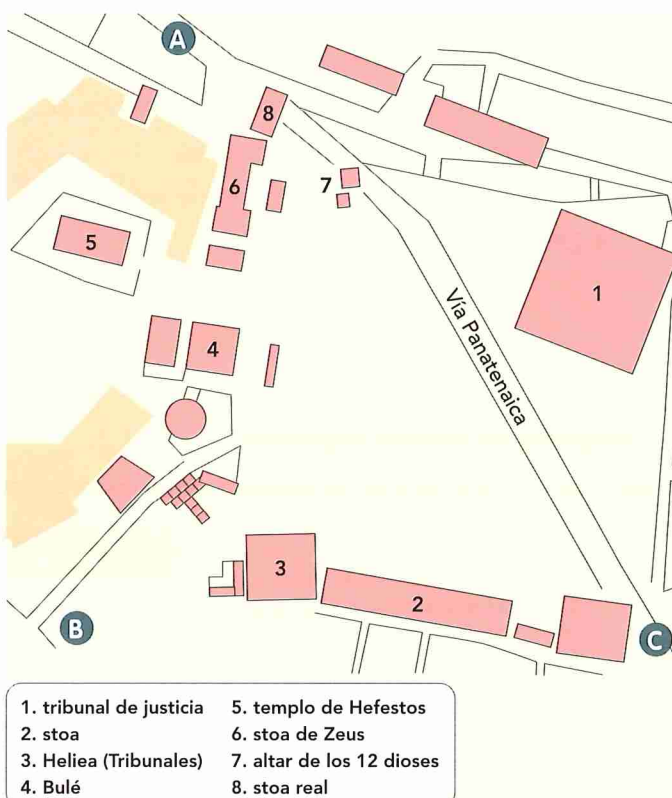 A
8
7
6
5
1
Vía Panatenaica
4
3
2
B
C
1. tribunal de justicia
2. stoa
3. Heliea (Tribunales)
4. Bulé
5. templo de Hefestos
6. stoa de Zeus
7. altar de los 12 dioses
8. stoa real